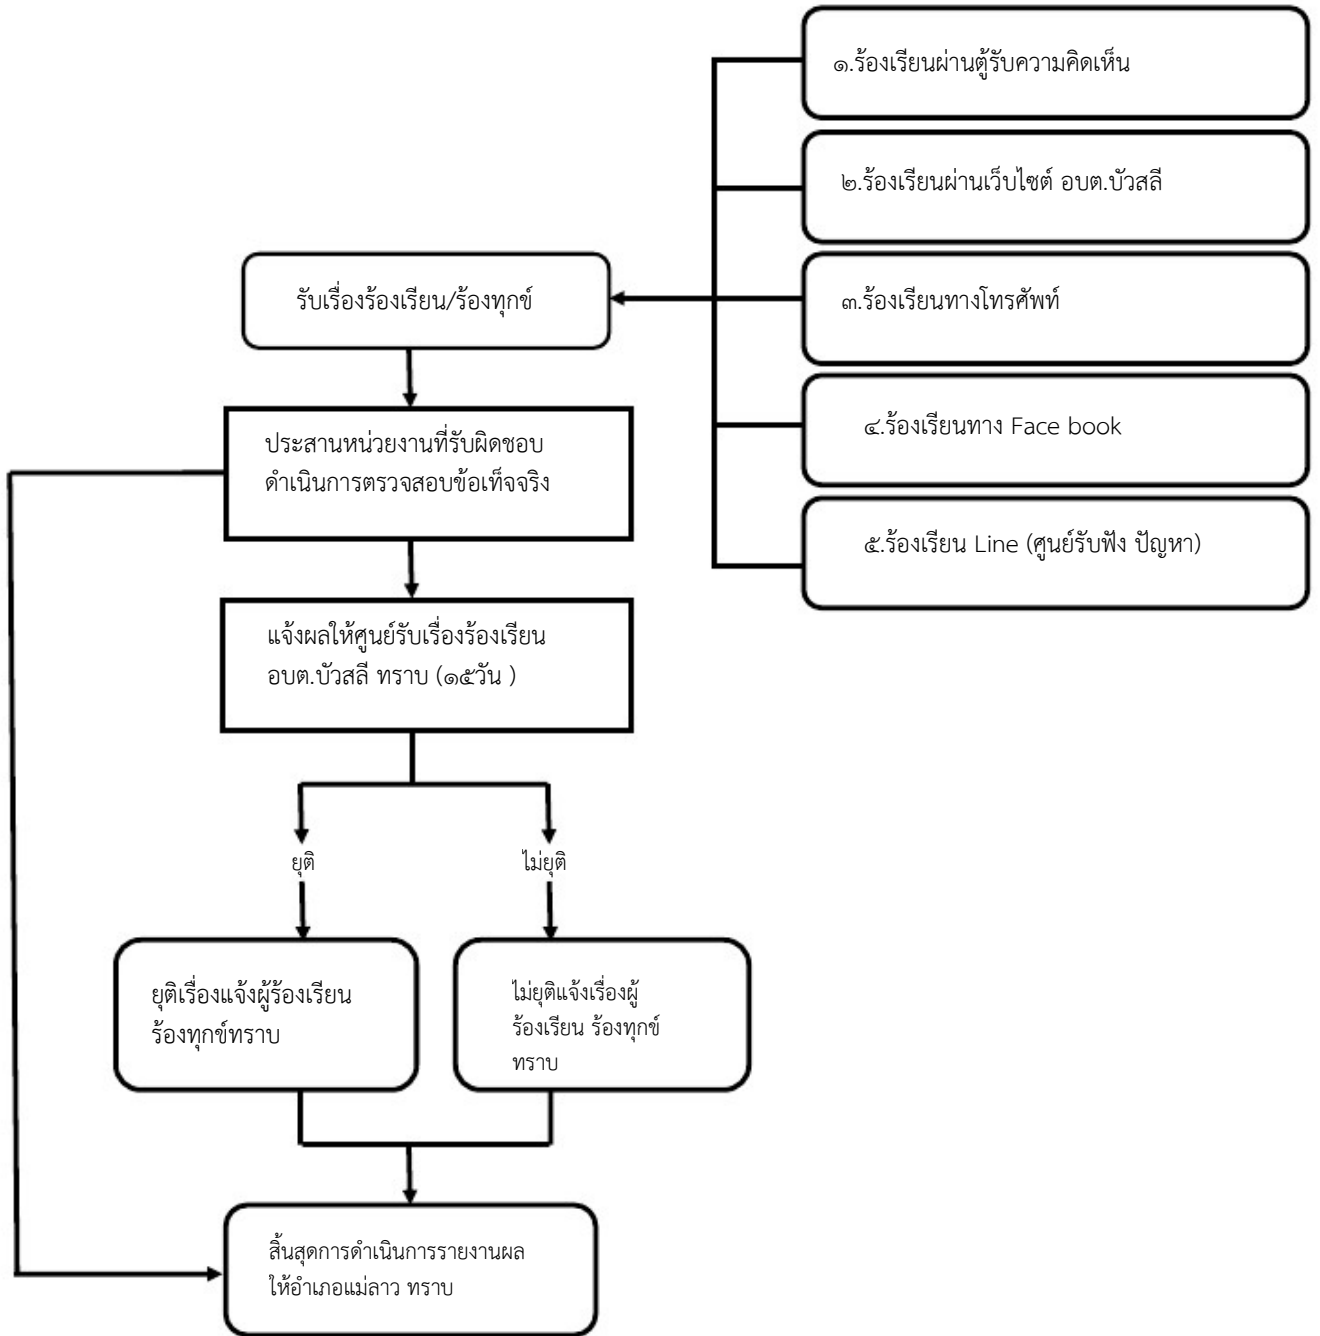 ๑.ร้องเรียนผ่านตู้รับความคิดเห็น
๒.ร้องเรียนผ่านเว็บไซต์ อบต.บัวสลี
๓.ร้องเรียนทางโทรศัพท์
๔.ร้องเรียนทาง Face book
๕.ร้องเรียน Line (ศูนย์รับฟัง ปัญหา)
รับเรื่องร้องเรียน/ร้องทุกข์
ประสานหน่วยงานที่รับผิดชอบ
ดำเนินการตรวจสอบข้อเท็จจริง
แจ้งผลให้ศูนย์รับเรื่องร้องเรียน
อบต.บัวสลี ทราบ (๑๕วัน )
ยุติ
ไม่ยุติ
ยุติเรื่องแจ้งผู้ร้องเรียน
ร้องทุกข์ทราบ
ไม่ยุติแจ้งเรื่องผู้
ร้องเรียน ร้องทุกข์
ทราบ
สิ้นสุดการดำเนินการรายงานผล
ให้อำเภอแม่ลาว ทราบ